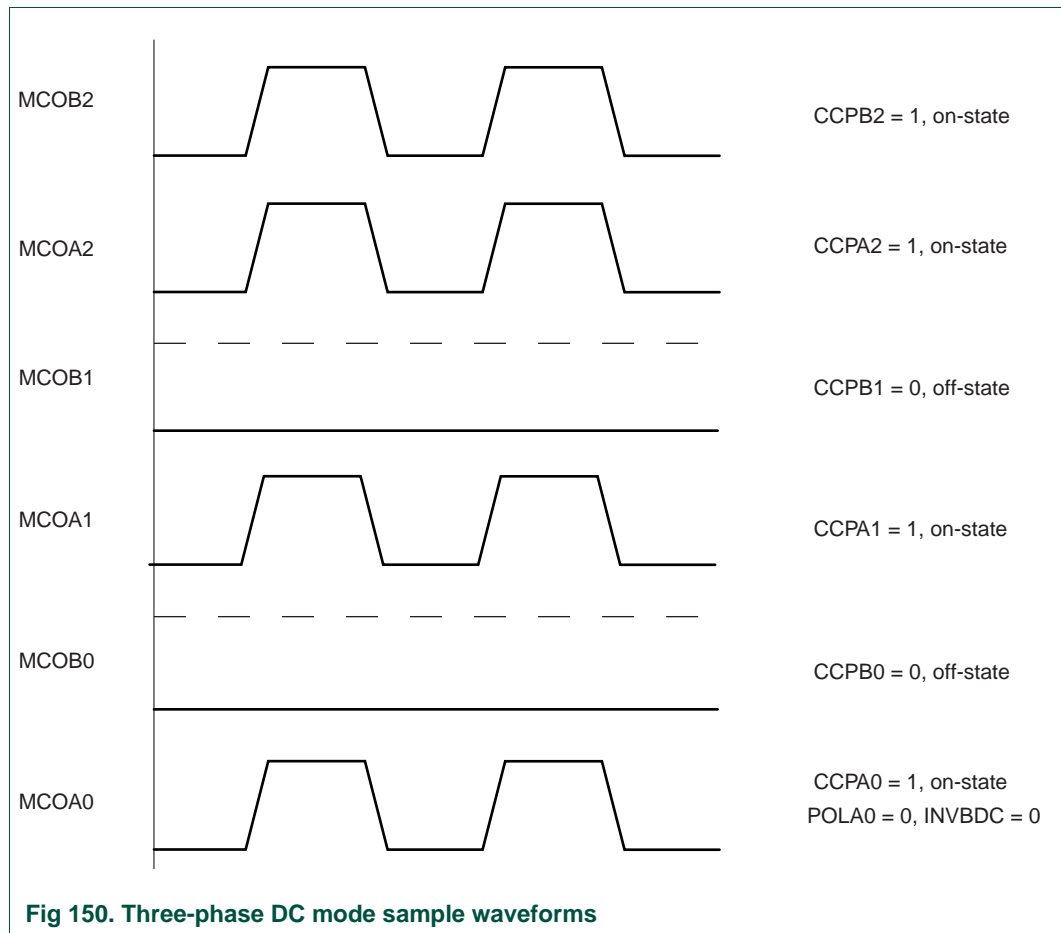 MCOB2
CCPB2 = 1, on-state
MCOA2
CCPA2 = 1, on-state
MCOB1
CCPB1 = 0, off-state
MCOA1
CCPA1 = 1, on-state
MCOB0
CCPB0 = 0, off-state
MCOA0
CCPA0 = 1, on-state
POLA0 = 0, INVBDC = 0
Fig 150. Three-phase DC mode sample waveforms